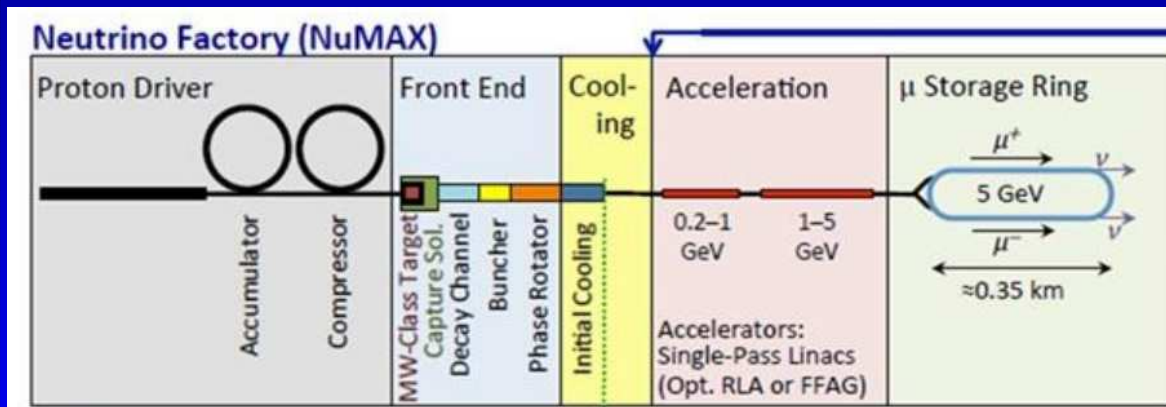 Neutrino Factory (NuMAX)
Proton Driver
Accumulator
Compressor
Front End
MW-Class Target
Capture Sol.
Decay Channel
Buncher
Phase Rotator
Cool-
ing
Initial Cooling
Acceleration
0.2–1
GeV
1–5
GeV
Accelerators:
Single-Pass Linacs
(Opt. RLA or FFAG)
μ Storage Ring
μ+
ν
5 GeV
ν
μ−
≈0.35 km